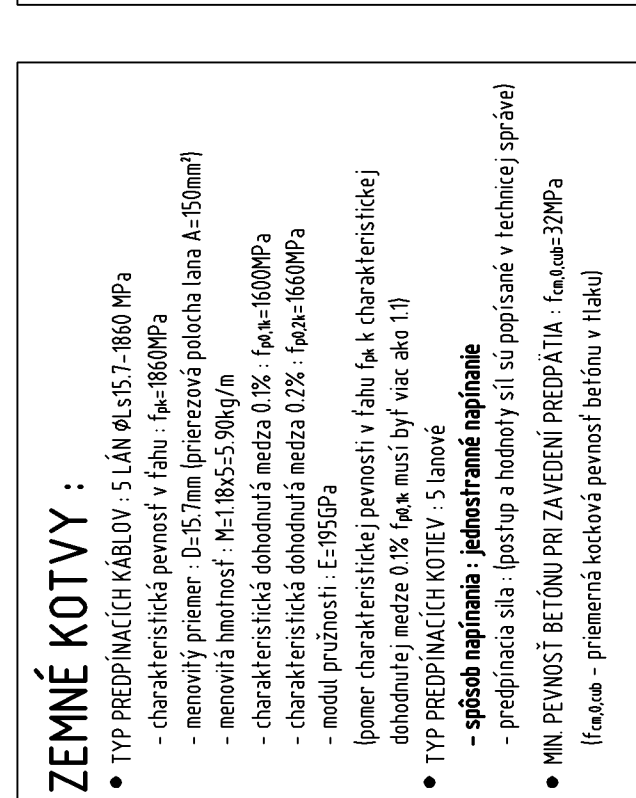 ZEMNÉ KOTVY :
● TYP PREDPÍNACÍCH KÁBLOV : 5 LÁN ϕLs15.7-1860 MPa
- charakteristická pevnosť v ťahu : fpk=1860MPa
- menovitý priemer : D=15.7mm (prierezová polocha lana A=150mm²)
- menovitá hmotnosť : M=1.18x5=5.90kg/m
- charakteristická dohodnutá medza 0.1% : fp0,1k=1600MPa
- charakteristická dohodnutá medza 0.2% : fp0,2k=1660MPa
- modul pružnosti : E=195GPa
(pomer charakteristickej pevnosti v ťahu fpk k charakteristickej
dohodnutej medze 0.1% fp0,1k musí byť viac ako 1.1)
● TYP PREDPÍNACÍCH KOTIEV : 5 lanové
- spôsob napínania : jednostranné napínanie
- predpínacia sila : (postup a hodnoty síl sú popísané v technicej správe)
● MIN. PEVNOSŤ BETÓNU PRI ZAVEDENÍ PREDPÄTIA : fcm,0,cub=32MPa
(fcm,0,cub - priemerná kocková pevnosť betónu v tlaku)